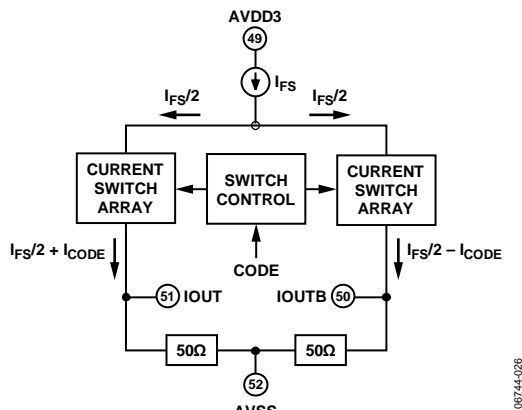 AVDD3
49
IFS
IFS/2
IFS/2
CURRENT
SWITCH
ARRAY
SWITCH
CONTROL
CURRENT
SWITCH
ARRAY
IFS/2 + ICODE
CODE
IFS/2 – ICODE
51 IOUT
IOUTB 50
50Ω
50Ω
52
AVSS
06744-026